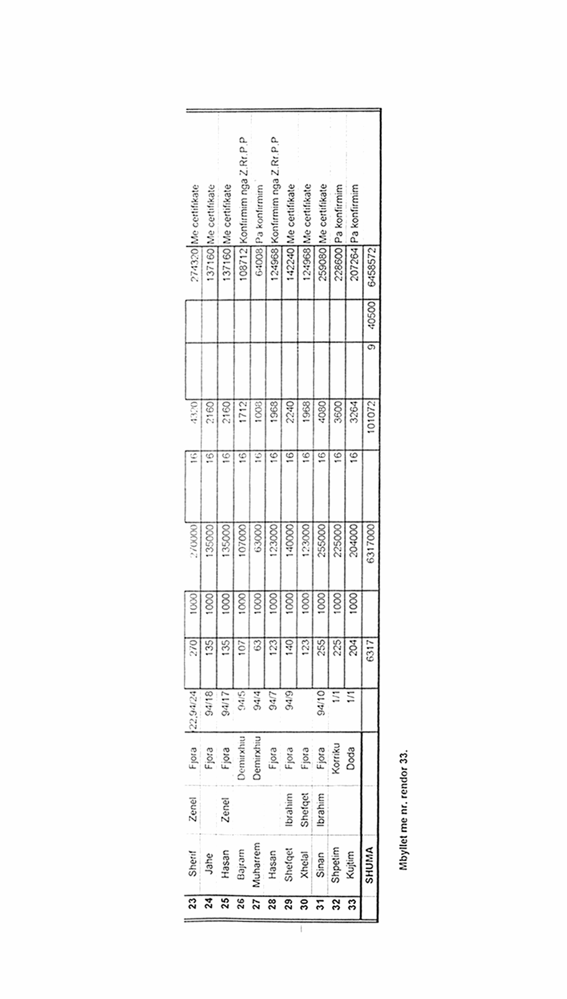 23 Sherif Zenel Fjora 22,94/24 270 1000 270000 16 4320 274320 Me certifikate
24 Jahe Fjora 94/18 135 1000 135000 16 2160 137160 Me certifikate
25 Hasan Zenel Fjora 94/17 135 1000 135000 16 2160 137160 Me certifikate
26 Bajram Demirxhiu 94/5 107 1000 107000 16 1712 108712 Konfirmim nga Z.Rr.P.P
27 Muharrem Demirxhiu 94/4 63 1000 63000 16 1008 64008 Pa konfirmim
28 Hasan Fjora 94/7 123 1000 123000 16 1968 124968 Konfirmim nga Z.Rr.P.P
29 Shefqet Ibrahim Fjora 94/9 140 1000 140000 16 2240 142240 Me certifikate
30 Xhelal Shefqet Fjora 123 1000 123000 16 1968 124968 Me certifikate
31 Sinan Ibrahim Fjora 94/10 255 1000 255000 16 4080 259080 Me certifikate
32 Shpetim Korriku 1/1 225 1000 225000 16 3600 228600 Pa konfirmim
33 Kujtim Doda 1/1 204 1000 204000 16 3264 207264 Pa konfirmim
SHUMA 6317 6317000 101072 9 40500 6458572
Mbyllet me nr. rendor 33.